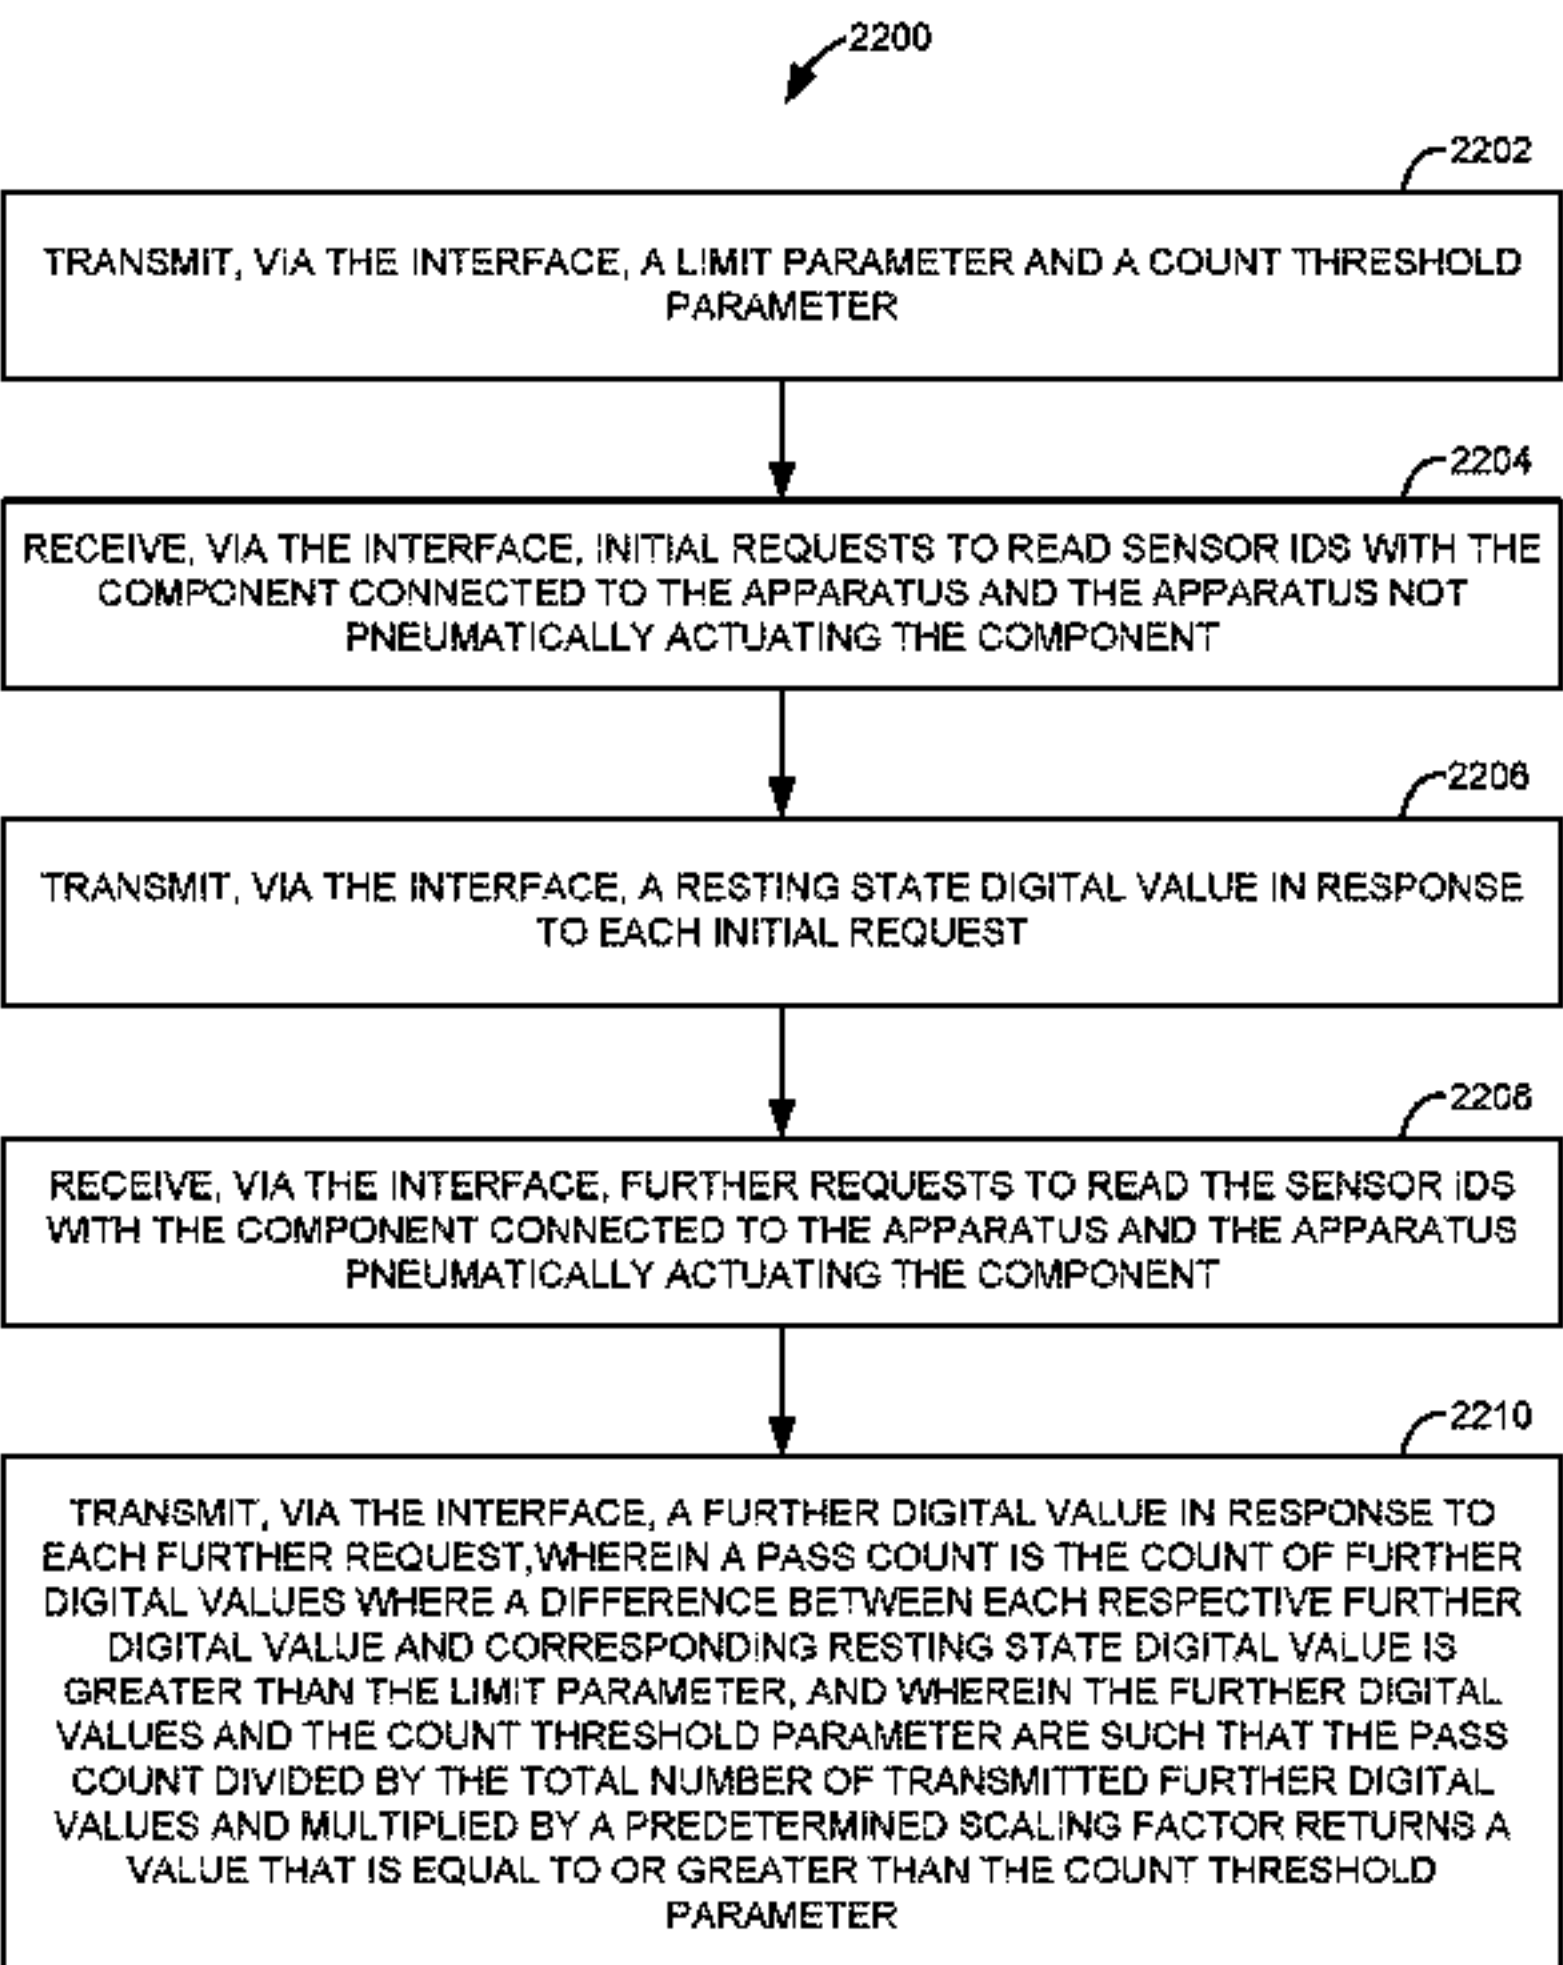 2200
2202
TRANSMIT, VIA THE INTERFACE, A LIMIT PARAMETER AND A COUNT THRESHOLD
PARAMETER
2204
RECEIVE, VIA THE INTERFACE, INITIAL REQUESTS TO READ SENSOR IDS WITH THE
COMPONENT CONNECTED TO THE APPARATUS AND THE APPARATUS NOT
PNEUMATICALLY ACTUATING THE COMPONENT
2206
TRANSMIT, VIA THE INTERFACE, A RESTING STATE DIGITAL VALUE IN RESPONSE
TO EACH INITIAL REQUEST
2208
RECEIVE, VIA THE INTERFACE, FURTHER REQUESTS TO READ THE SENSOR IDS
WITH THE COMPONENT CONNECTED TO THE APPARATUS AND THE APPARATUS
PNEUMATICALLY ACTUATING THE COMPONENT
2210
TRANSMIT, VIA THE INTERFACE, A FURTHER DIGITAL VALUE IN RESPONSE TO
EACH FURTHER REQUEST,WHEREIN A PASS COUNT IS THE COUNT OF FURTHER
DIGITAL VALUES WHERE A DIFFERENCE BETWEEN EACH RESPECTIVE FURTHER
DIGITAL VALUE AND CORRESPONDING RESTING STATE DIGITAL VALUE IS
GREATER THAN THE LIMIT PARAMETER, AND WHEREIN THE FURTHER DIGITAL
VALUES AND THE COUNT THRESHOLD PARAMETER ARE SUCH THAT THE PASS
COUNT DIVIDED BY THE TOTAL NUMBER OF TRANSMITTED FURTHER DIGITAL
VALUES AND MULTIPLIED BY A PREDETERMINED SCALING FACTOR RETURNS A
VALUE THAT IS EQUAL TO OR GREATER THAN THE COUNT THRESHOLD
PARAMETER